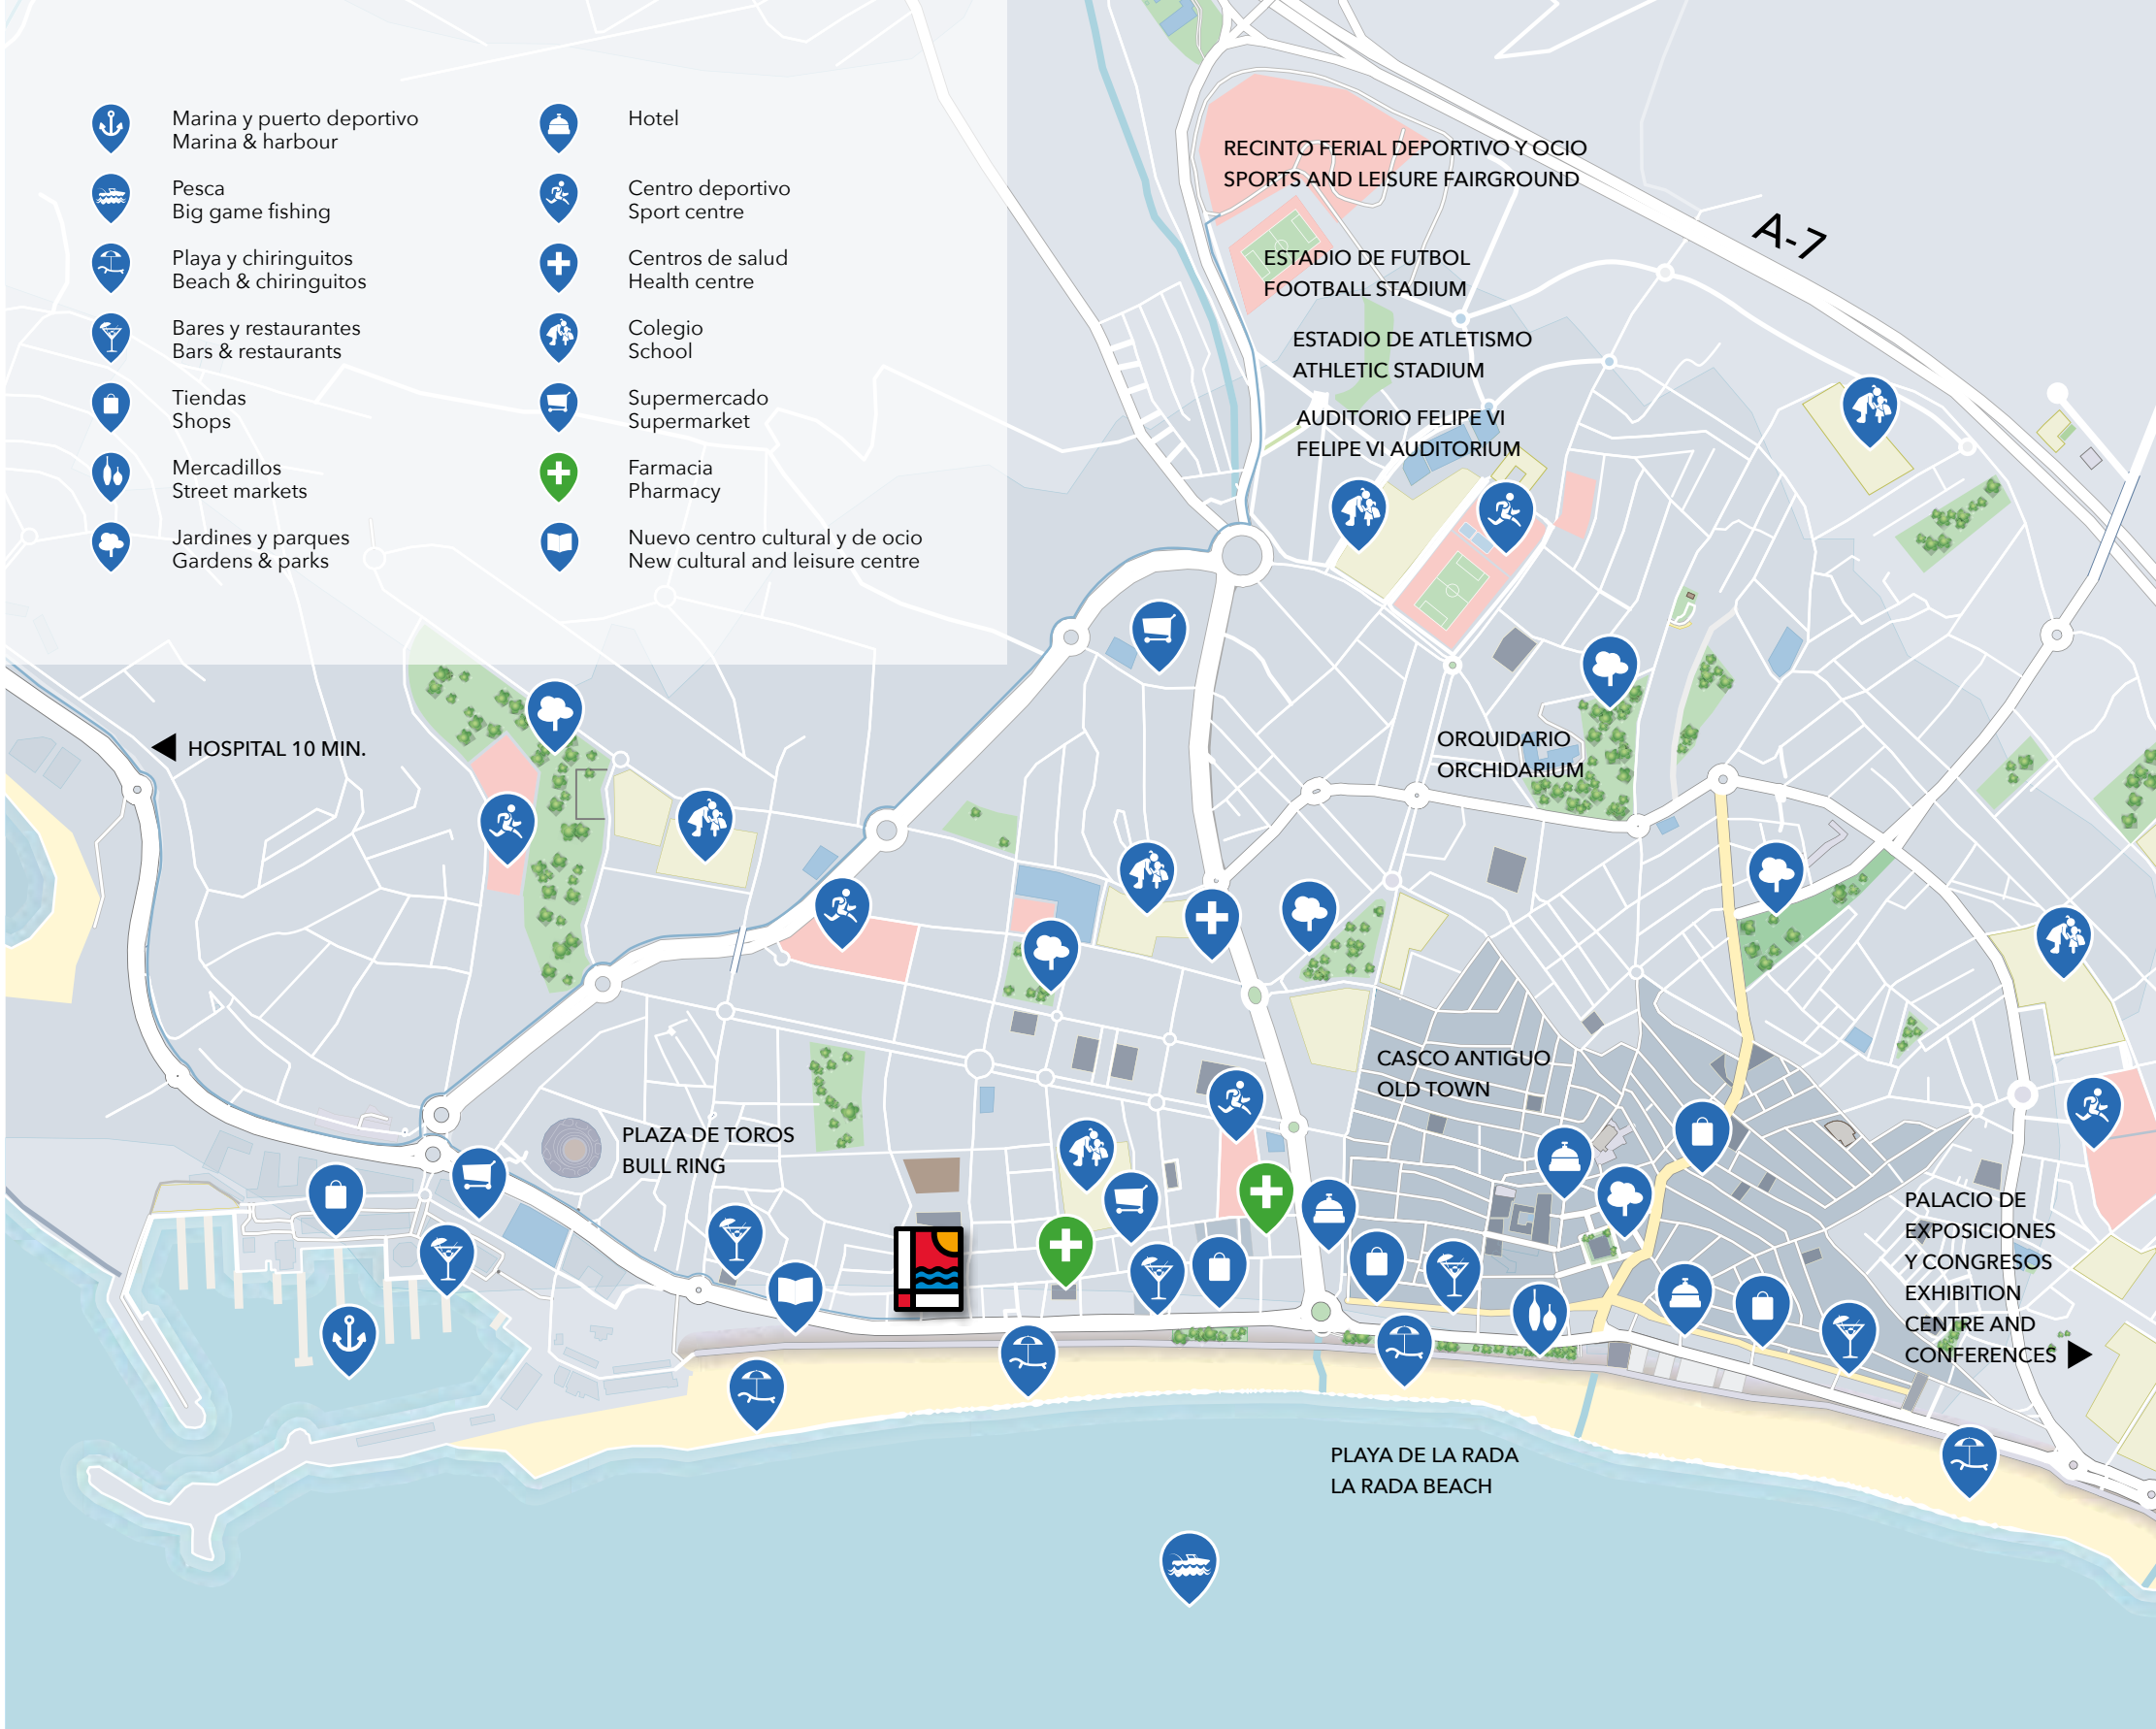 Marina y puerto deportivo
Marina & harbour
Pesca
Big game fishing
Playa y chiringuitos
Beach & chiringuitos
Bares y restaurantes
Bars & restaurants
Tiendas
Shops
Mercadillos
Street markets
Jardines y parques
Gardens & parks
Hotel
Centro deportivo
Sport centre
Centros de salud
Health centre
Colegio
School
Supermercado
Supermarket
Farmacia
Pharmacy
Nuevo centro cultural y de ocio
New cultural and leisure centre
RECINTO FERIAL DEPORTIVO Y OCIO
SPORTS AND LEISURE FAIRGROUND
A-7
ESTADIO DE FUTBOL
FOOTBALL STADIUM
ESTADIO DE ATLETISMO
ATHLETIC STADIUM
AUDITORIO FELIPE VI
FELIPE VI AUDITORIUM
HOSPITAL 10 MIN.
ORQUIDARIO
ORCHIDARIUM
CASCO ANTIGUO
OLD TOWN
PLAZA DE TOROS
BULL RING
PALACIO DE
EXPOSICIONES
Y CONGRESOS
EXHIBITION
CENTRE AND
CONFERENCES
PLAYA DE LA RADA
LA RADA BEACH